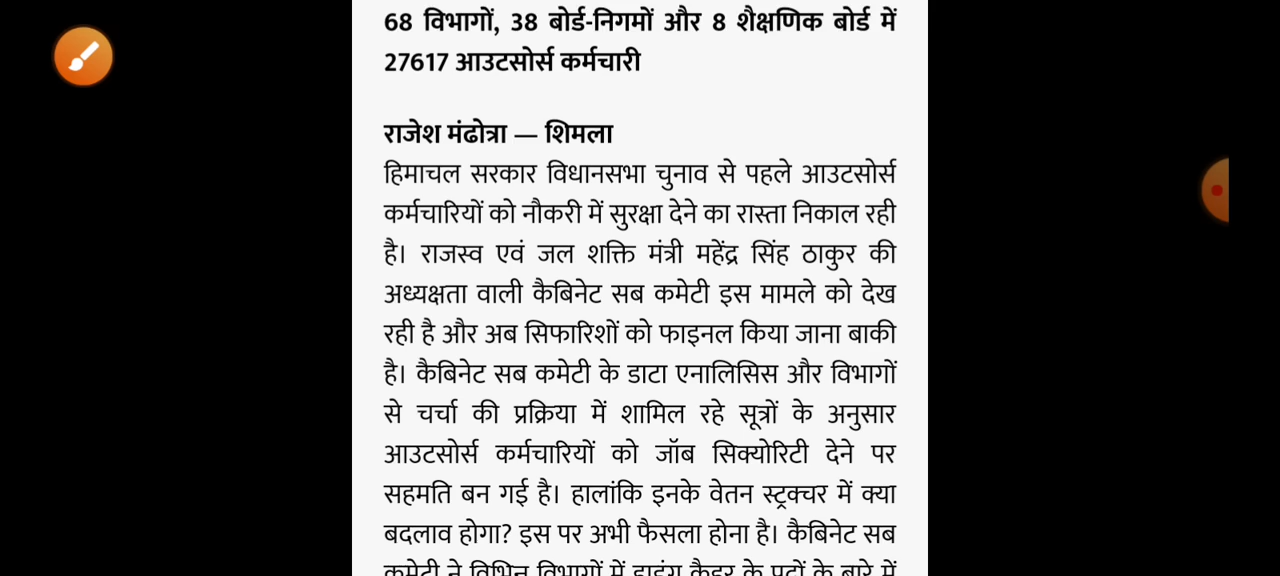 68 विभागों, 38 बोर्ड-निगमों और 8 शैक्षणिक बोर्ड में
27617 आउटसोर्स कर्मचारी
राजेश मंढोत्रा — शिमला
हिमाचल सरकार विधानसभा चुनाव से पहले आउटसोर्स
कर्मचारियों को नौकरी में सुरक्षा देने का रास्ता निकाल रही
है। राजस्व एवं जल शक्ति मंत्री महेंद्र सिंह ठाकुर की
अध्यक्षता वाली कैबिनेट सब कमेटी इस मामले को देख
रही है और अब सिफारिशों को फाइनल किया जाना बाकी
है। कैबिनेट सब कमेटी के डाटा एनालिसिस और विभागों
से चर्चा की प्रक्रिया में शामिल रहे सूत्रों के अनुसार
आउटसोर्स कर्मचारियों को जॉब सिक्योरिटी देने पर
सहमति बन गई है। हालांकि इनके वेतन स्ट्रक्चर में क्या
बदलाव होगा? इस पर अभी फैसला होना है। कैबिनेट सब
कमेटी ने विभिन्न विभागों में डाइंग कैडर के पदों के बारे में